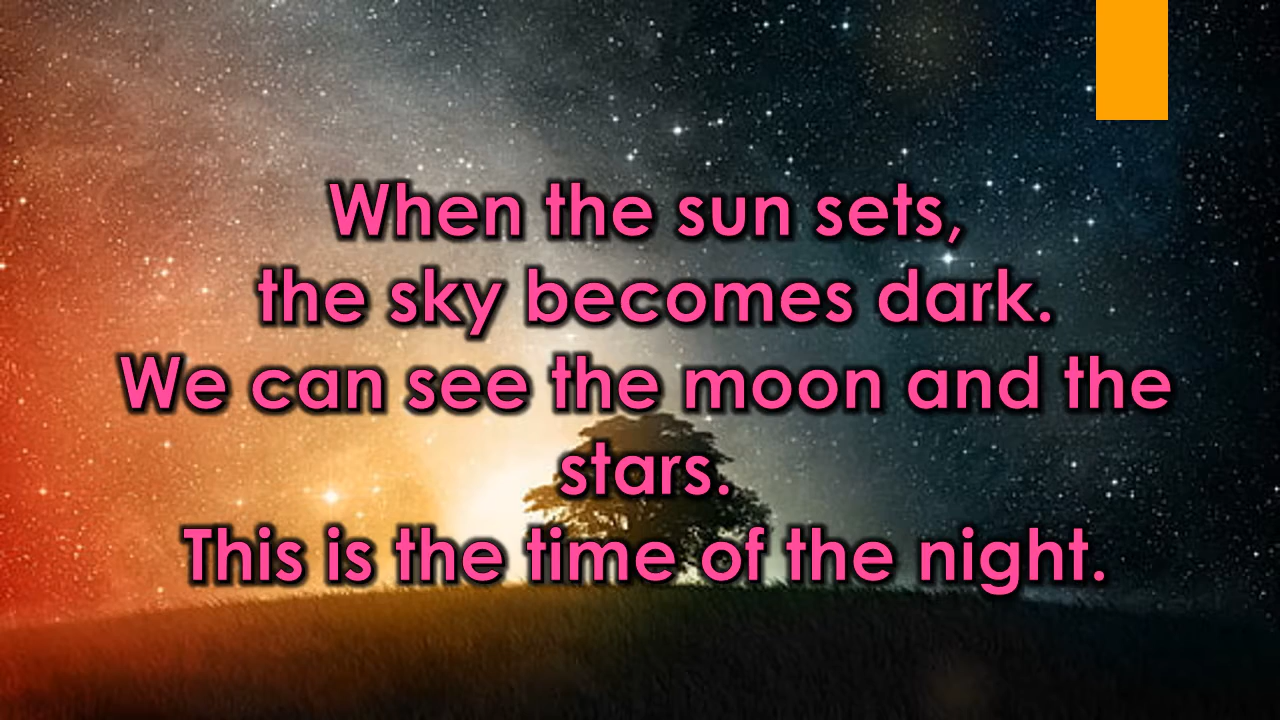 When the sun sets,
the sky becomes dark.
We can see the moon and the
stars.
This is the time of the night.